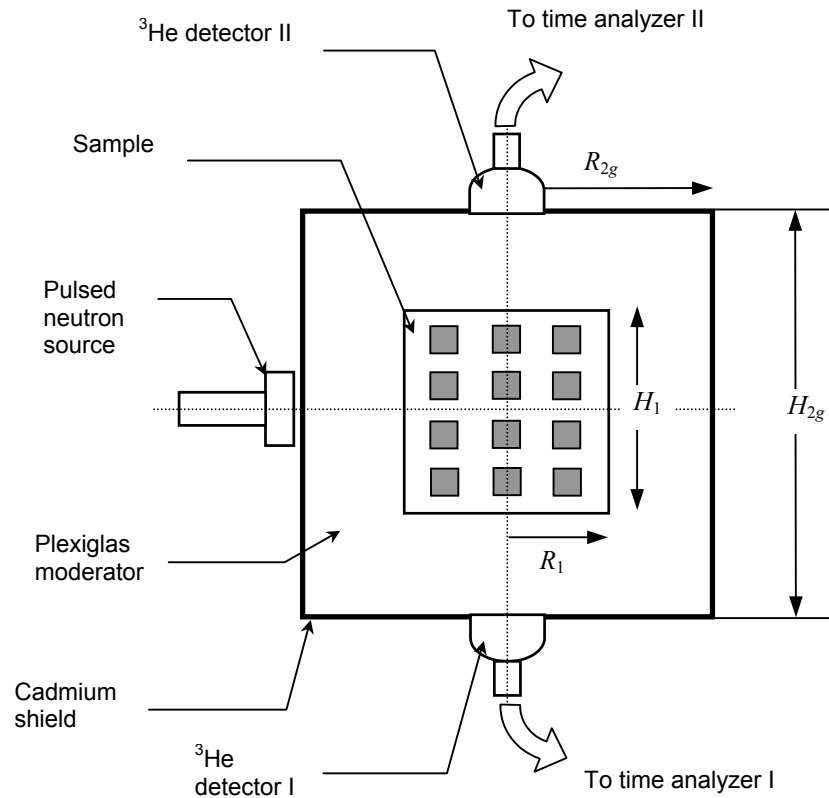 To time analyzer II
³He detector II
Sample
R₂g
Pulsed
neutron
source
H₁
H₂g
Plexiglas
moderator
R₁
Cadmium
shield
³He
detector I
To time analyzer I